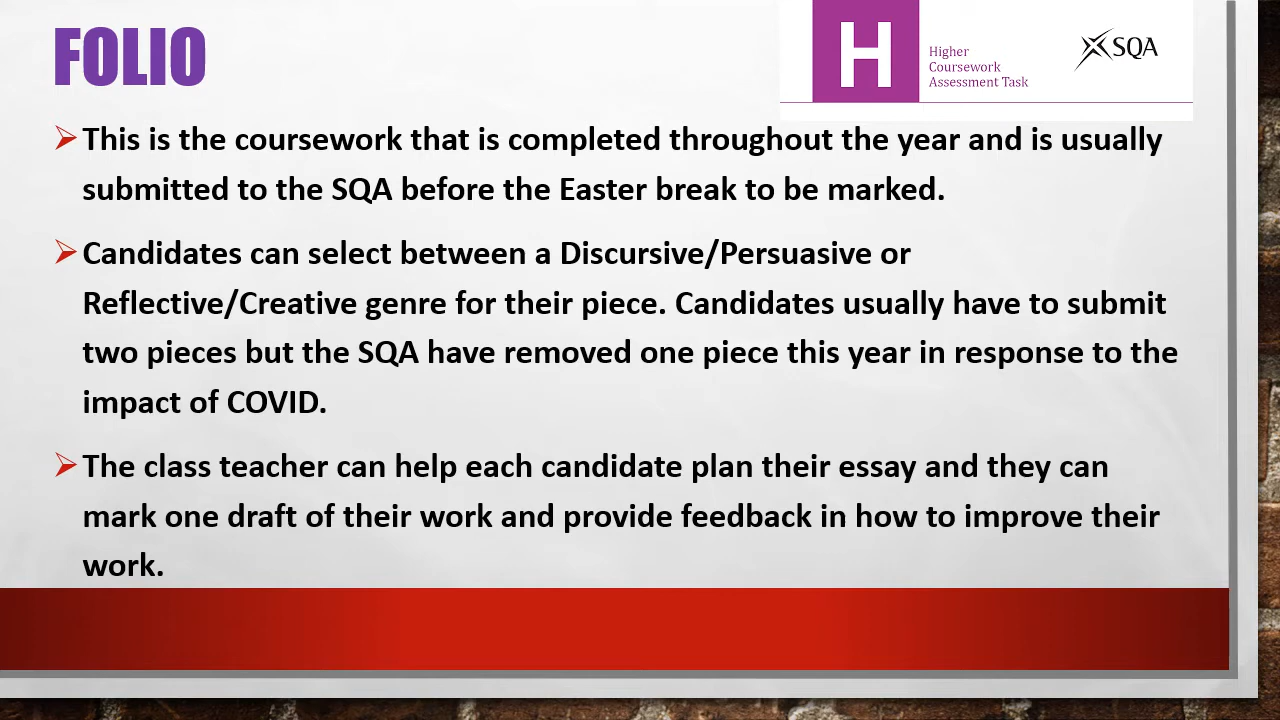 FOLIO
H
Higher
Coursework
Assessment Task
SQA
This is the coursework that is completed throughout the year and is usually
submitted to the SQA before the Easter break to be marked.
Candidates can select between a Discursive/Persuasive or
Reflective/Creative genre for their piece. Candidates usually have to submit
two pieces but the SQA have removed one piece this year in response to the
impact of COVID.
The class teacher can help each candidate plan their essay and they can
mark one draft of their work and provide feedback in how to improve their
work.